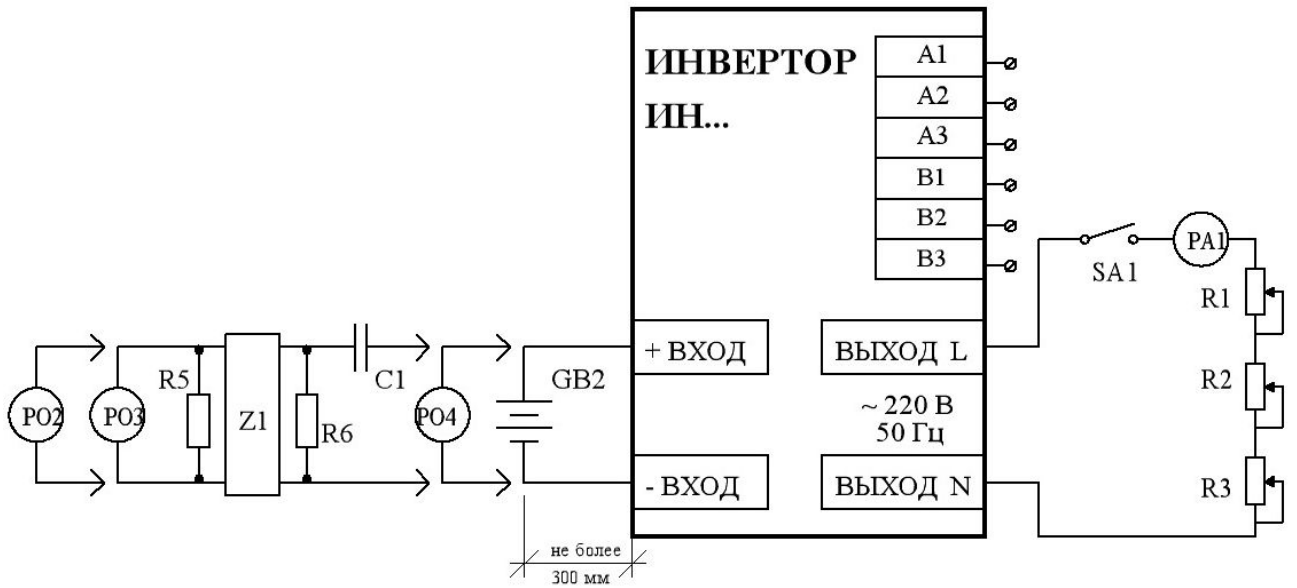 ИНВЕРТОР
ИН...
A1
A2
A3
B1
B2
B3
SA1
PA1
R1
R2
R3
+ ВХОД
ВЫХОД L
~ 220 В
50 Гц
- ВХОД
ВЫХОД N
PO2
PO3
R5
Z1
R6
C1
PO4
GB2
не более
300 мм